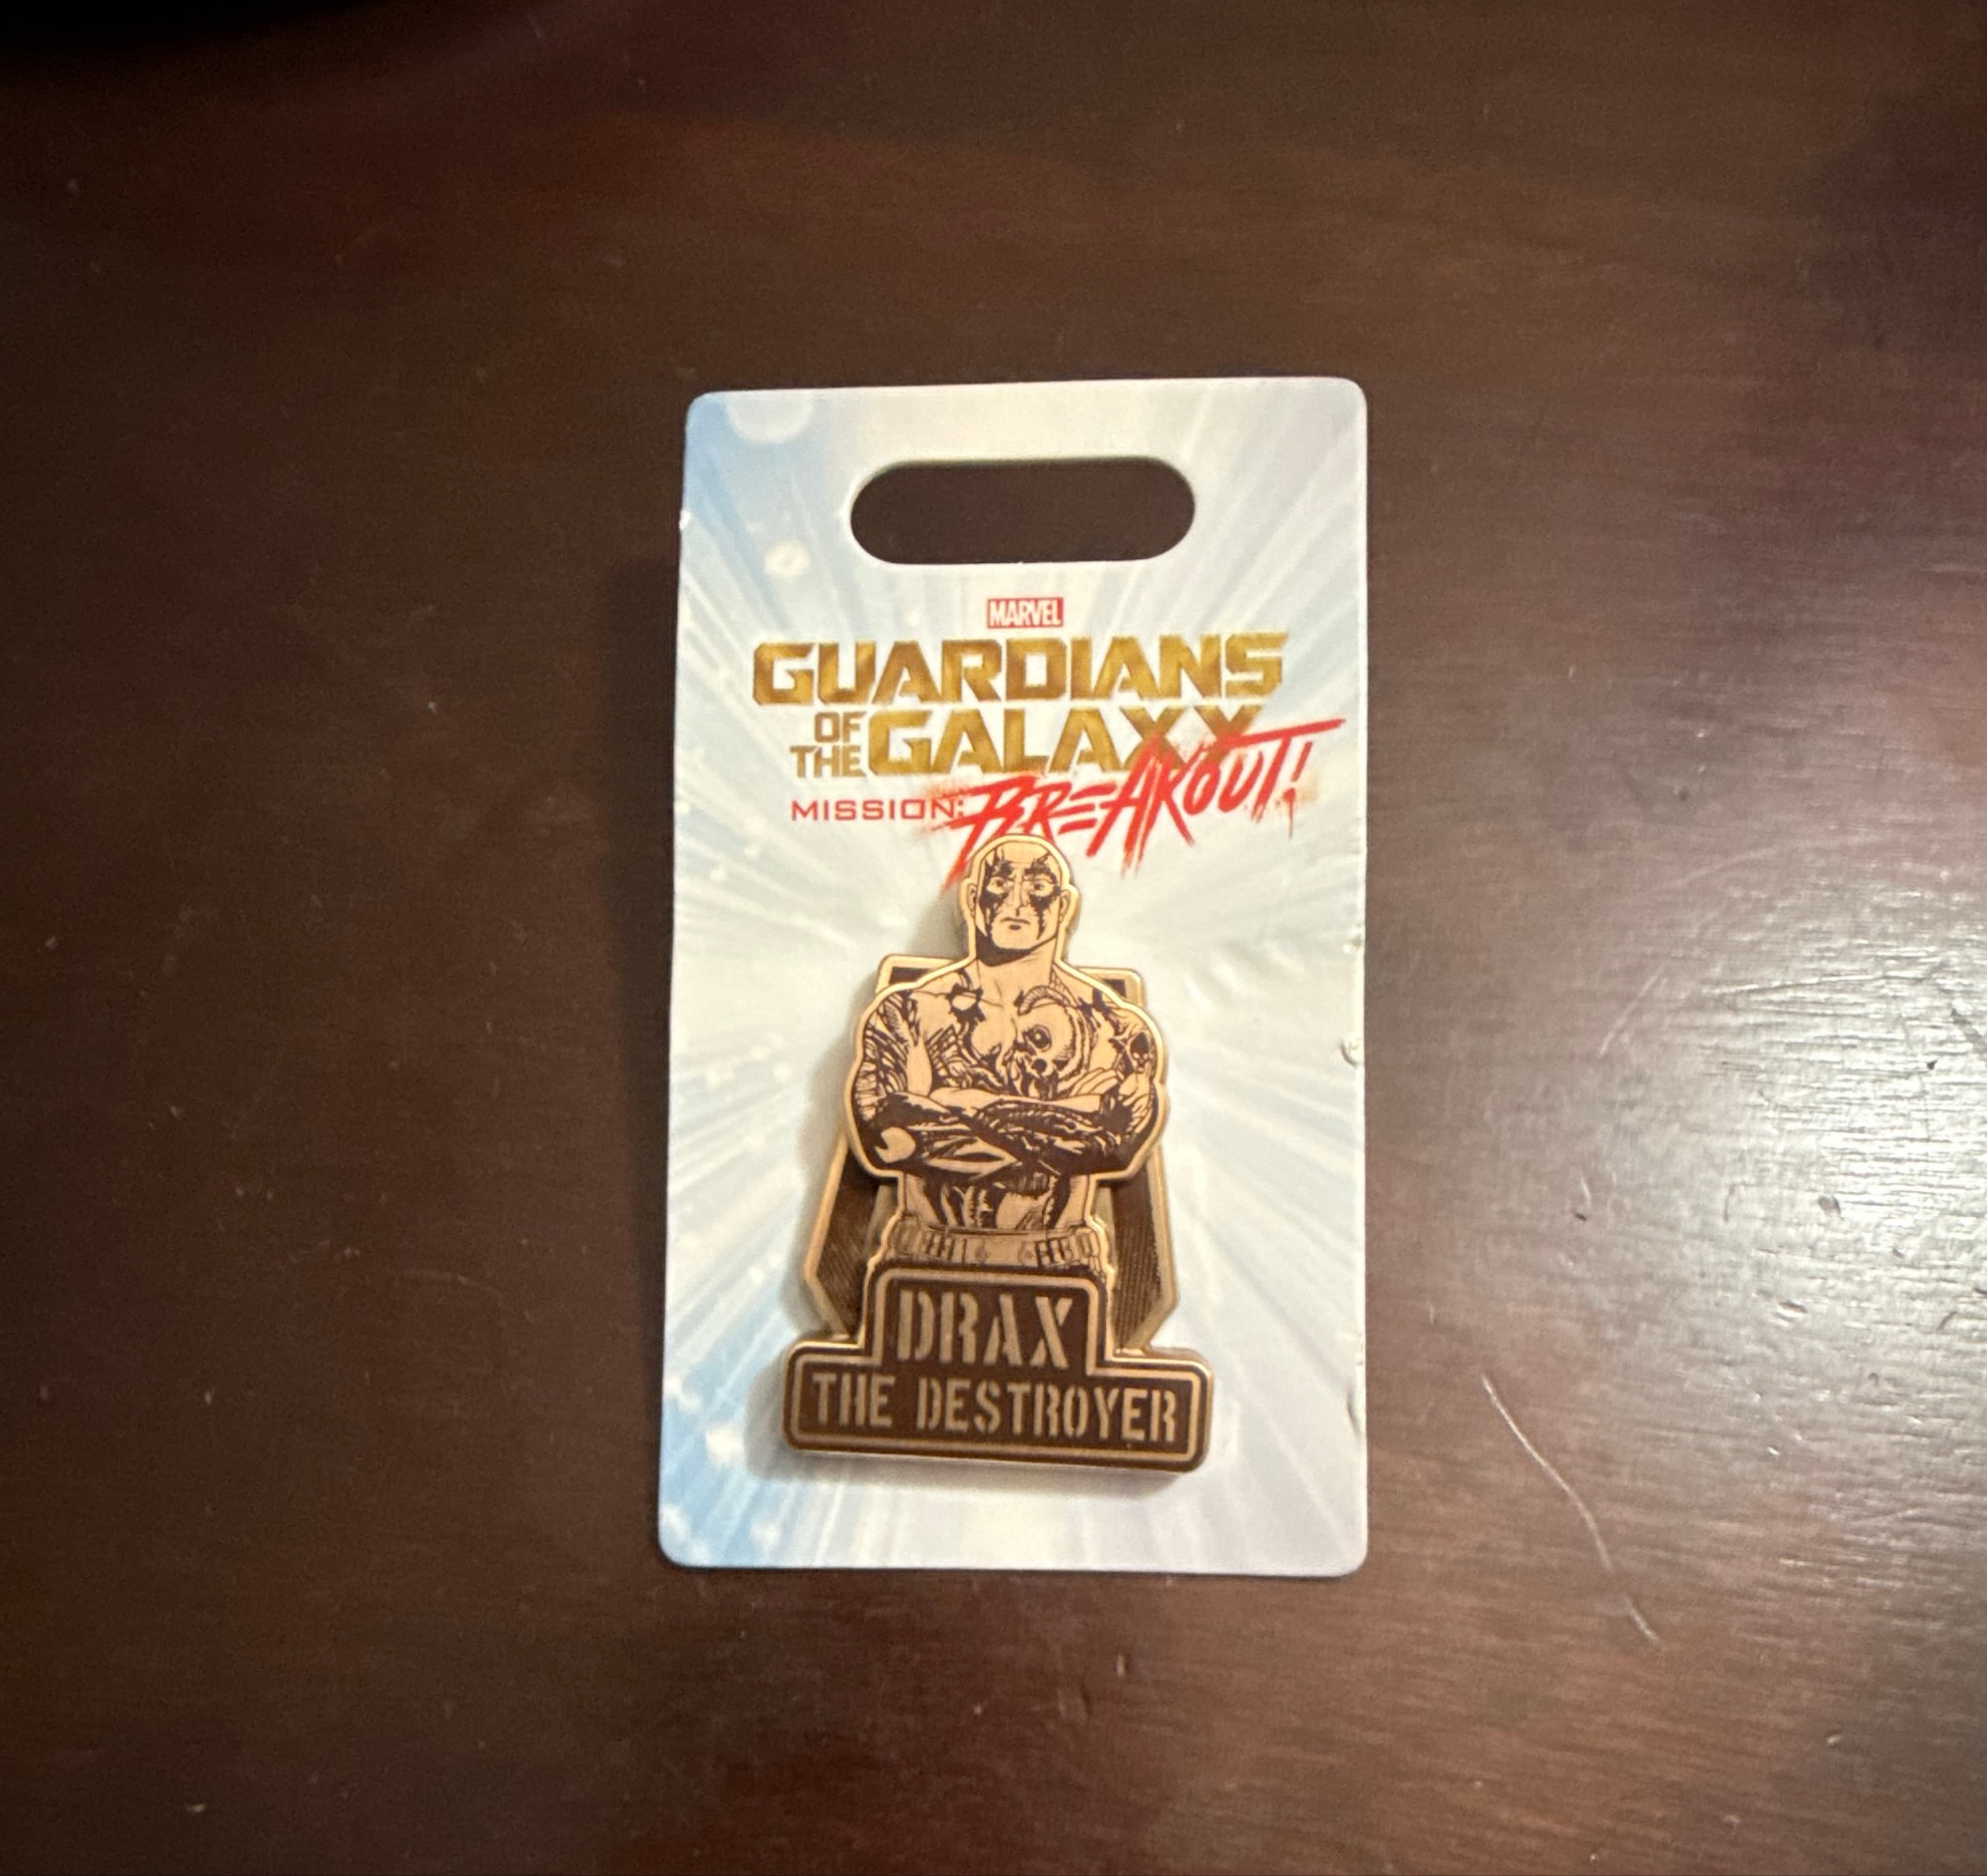 MARVEL
GUARDIANS
OF
THE GALAXY
MISSION: BREAKOUT!
DRAX
THE DESTROYER